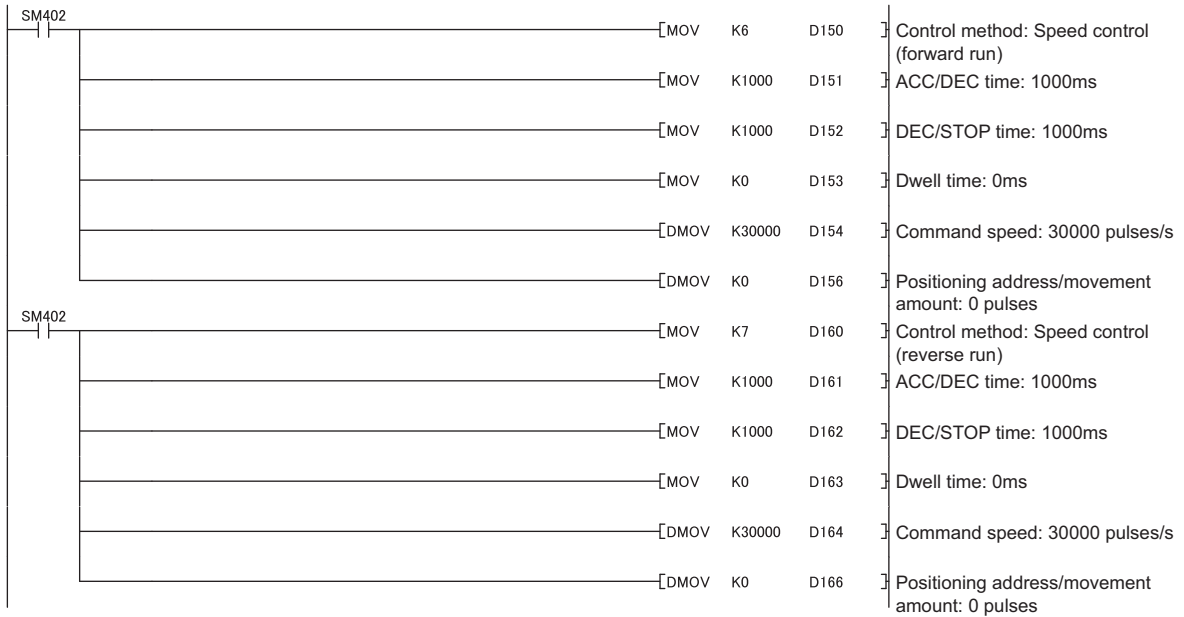 SM402
MOV K6 D150 Control method: Speed control
(forward run)
MOV K1000 D151 ACC/DEC time: 1000ms
MOV K1000 D152 DEC/STOP time: 1000ms
MOV K0 D153 Dwell time: 0ms
DMOV K30000 D154 Command speed: 30000 pulses/s
DMOV K0 D156 Positioning address/movement
amount: 0 pulses
SM402
MOV K7 D160 Control method: Speed control
(reverse run)
MOV K1000 D161 ACC/DEC time: 1000ms
MOV K1000 D162 DEC/STOP time: 1000ms
MOV K0 D163 Dwell time: 0ms
DMOV K30000 D164 Command speed: 30000 pulses/s
DMOV K0 D166 Positioning address/movement
amount: 0 pulses